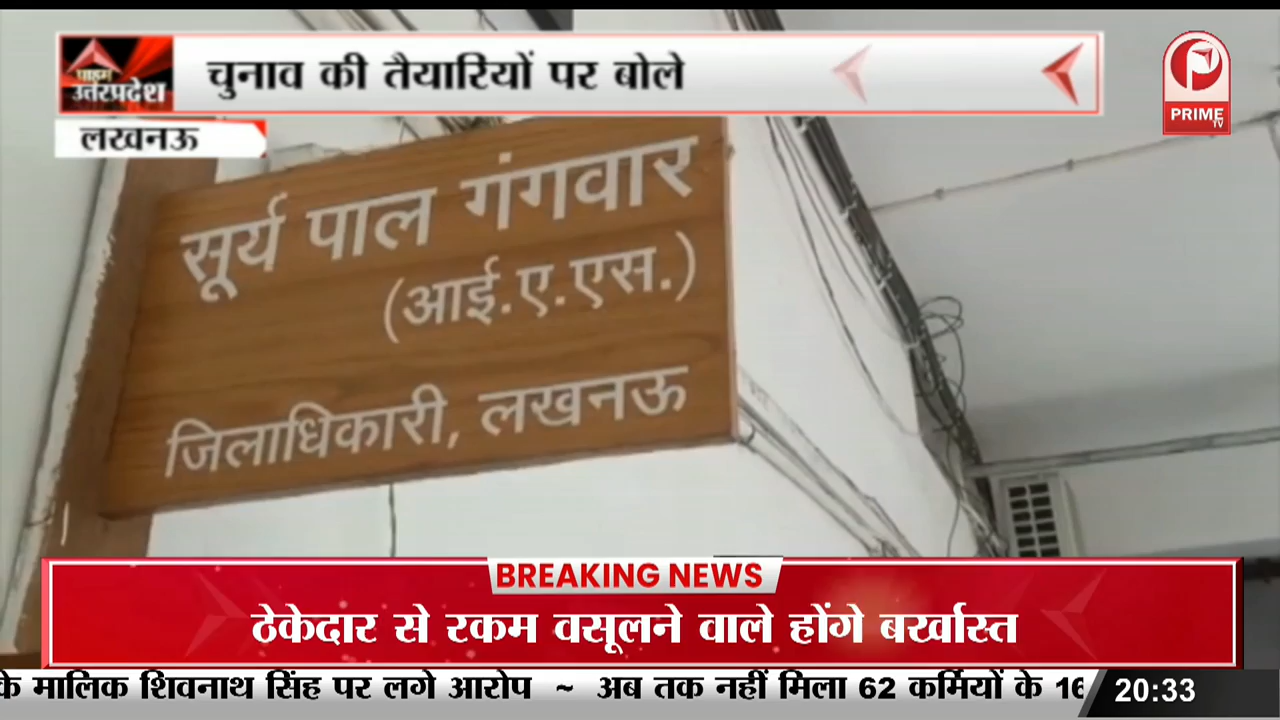 चुनाव की तैयारियों पर बोले
प्राइम
उत्तरप्रदेश
लखनऊ
PRIME
TV
सूर्य पाल गंगवार
(आई.ए.एस.)
जिलाधिकारी, लखनऊ
BREAKING NEWS
ठेकेदार से रकम वसूलने वाले होंगे बर्खास्त
के मालिक शिवनाथ सिंह पर लगे आरोप ~ अब तक नहीं मिला 62 कर्मियों के 16
20:33